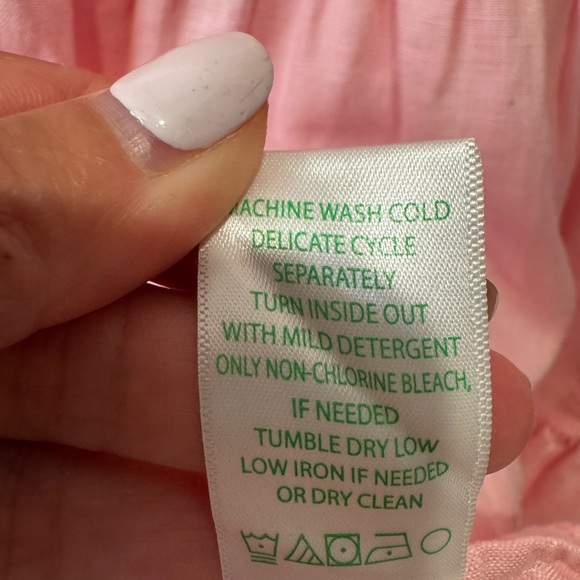 MACHINE WASH COLD
DELICATE CYCLE
SEPARATELY
TURN INSIDE OUT
WITH MILD DETERGENT
ONLY NON-CHLORINE BLEACH,
IF NEEDED
TUMBLE DRY LOW
LOW IRON IF NEEDED
OR DRY CLEAN